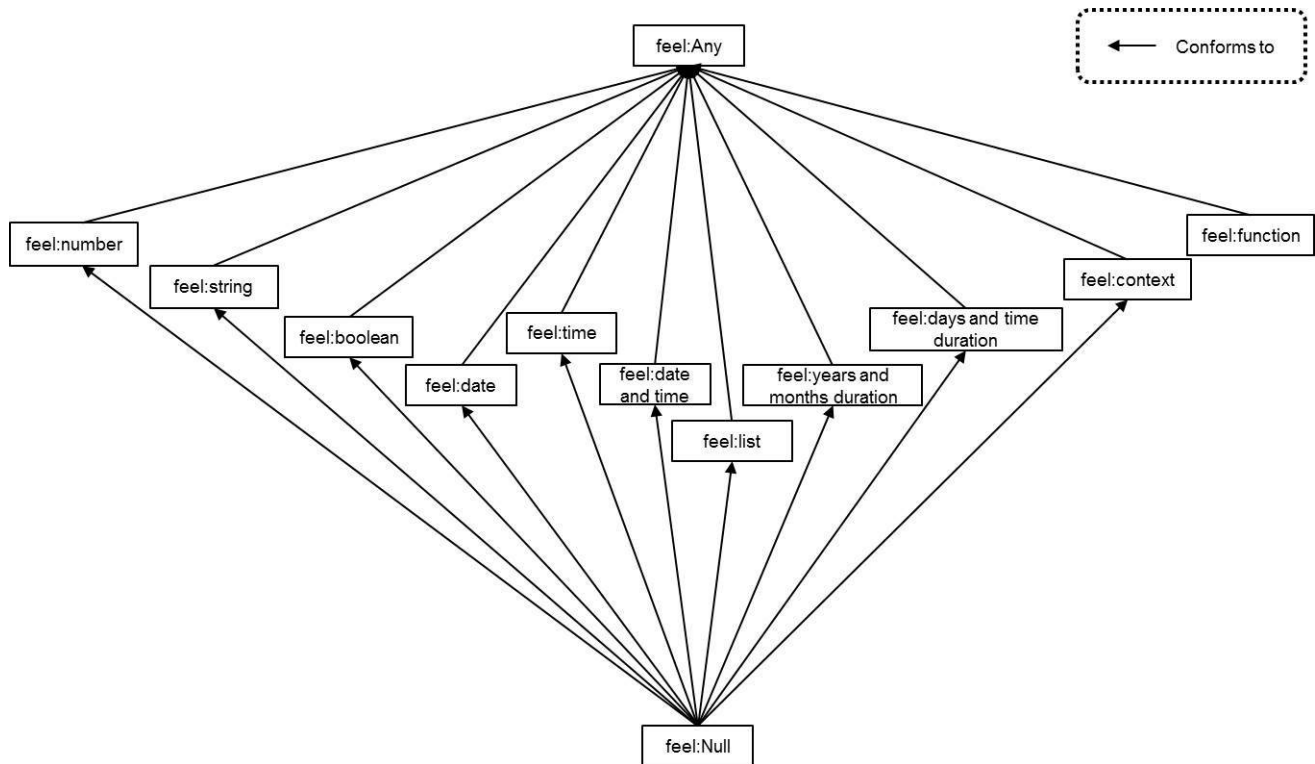 feel:Any
Conforms to
feel:number
feel:function
feel:string
feel:context
feel:boolean
feel:time
feel:days and time
duration
feel:date
feel:date
and time
feel:years and
months duration
feel:list
feel:Null